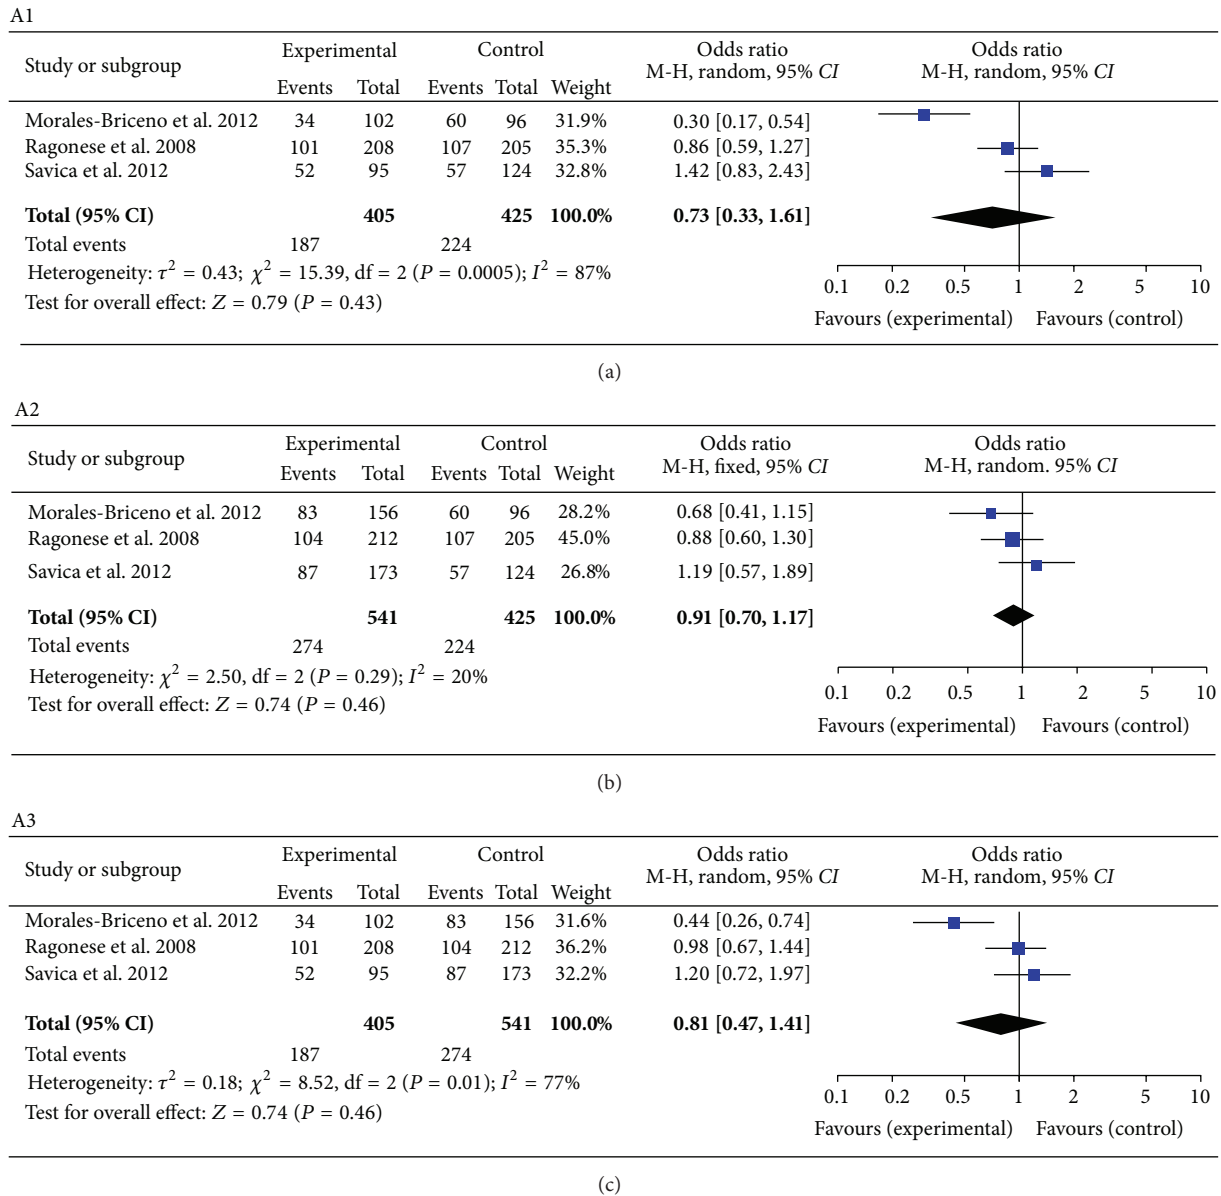 A1
Study or subgroup Experimental Control Odds ratio Odds ratio
Events Total Events Total Weight M-H, random, 95% CI M-H, random, 95% CI
Morales-Briceno et al. 2012 34 102 60 96 31.9% 0.30 [0.17, 0.54]
Ragonese et al. 2008 101 208 107 205 35.3% 0.86 [0.59, 1.27]
Savica et al. 2012 52 95 57 124 32.8% 1.42 [0.83, 2.43]
Total (95% CI) 405 425 100.0% 0.73 [0.33, 1.61]
Total events 187 224
Heterogeneity: τ² = 0.43; χ² = 15.39, df = 2 (P = 0.0005); I² = 87%
Test for overall effect: Z = 0.79 (P = 0.43)
0.1 0.2 0.5 1 2 5 10
Favours (experimental) Favours (control)
(a)
A2
Study or subgroup Experimental Control Odds ratio Odds ratio
Events Total Events Total Weight M-H, fixed, 95% CI M-H, random. 95% CI
Morales-Briceno et al. 2012 83 156 60 96 28.2% 0.68 [0.41, 1.15]
Ragonese et al. 2008 104 212 107 205 45.0% 0.88 [0.60, 1.30]
Savica et al. 2012 87 173 57 124 26.8% 1.19 [0.57, 1.89]
Total (95% CI) 541 425 100.0% 0.91 [0.70, 1.17]
Total events 274 224
Heterogeneity: χ² = 2.50, df = 2 (P = 0.29); I² = 20%
Test for overall effect: Z = 0.74 (P = 0.46)
0.1 0.2 0.5 1 2 5 10
Favours (experimental) Favours (control)
(b)
A3
Study or subgroup Experimental Control Odds ratio Odds ratio
Events Total Events Total Weight M-H, random, 95% CI M-H, random, 95% CI
Morales-Briceno et al. 2012 34 102 83 156 31.6% 0.44 [0.26, 0.74]
Ragonese et al. 2008 101 208 104 212 36.2% 0.98 [0.67, 1.44]
Savica et al. 2012 52 95 87 173 32.2% 1.20 [0.72, 1.97]
Total (95% CI) 405 541 100.0% 0.81 [0.47, 1.41]
Total events 187 274
Heterogeneity: τ² = 0.18; χ² = 8.52, df = 2 (P = 0.01); I² = 77%
Test for overall effect: Z = 0.74 (P = 0.46)
0.1 0.2 0.5 1 2 5 10
Favours (experimental) Favours (control)
(c)